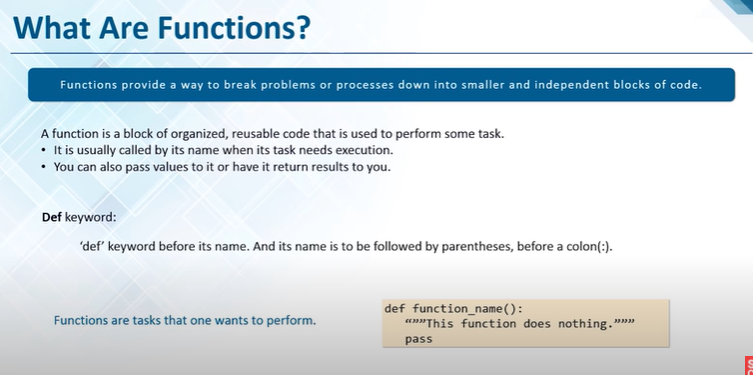 What Are Functions?
Functions provide a way to break problems or processes down into smaller and independent blocks of code.
A function is a block of organized, reusable code that is used to perform some task.
• It is usually called by its name when its task needs execution.
• You can also pass values to it or have it return results to you.
Def keyword:
‘def’ keyword before its name. And its name is to be followed by parentheses, before a colon(:).
Functions are tasks that one wants to perform.
def function_name():
“””This function does nothing.”””
pass